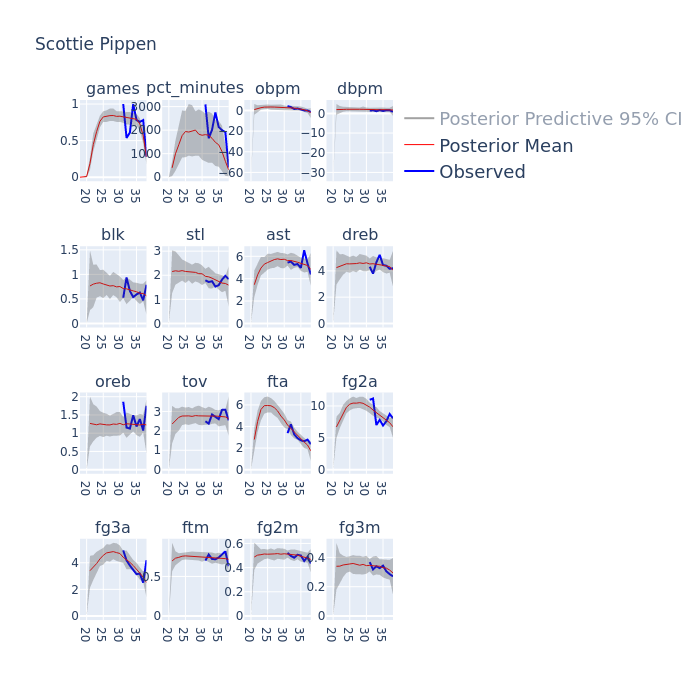 Scottie Pippen
games pct_minutes obpm dbpm
1 0.5 0 3000 2000 1000 0 0 −20 −40 −60 0 −10 −20 −30
20 25 30 35 20 25 30 35 20 25 30 35 20 25 30 35
Posterior Predictive 95% CI
Posterior Mean
Observed
blk stl ast dreb
1.5 1 0.5 0 3 2 1 0 6 4 2 0 4 2 0
20 25 30 35 20 25 30 35 20 25 30 35 20 25 30 35
oreb tov fta fg2a
2 1.5 1 0.5 0 3 2 1 0 6 4 2 0 10 5 0
20 25 30 35 20 25 30 35 20 25 30 35 20 25 30 35
fg3a ftm fg2m fg3m
4 2 0 0.5 0 0.6 0.4 0.2 0 0.4 0.2 0
20 25 30 35 20 25 30 35 20 25 30 35 20 25 30 35